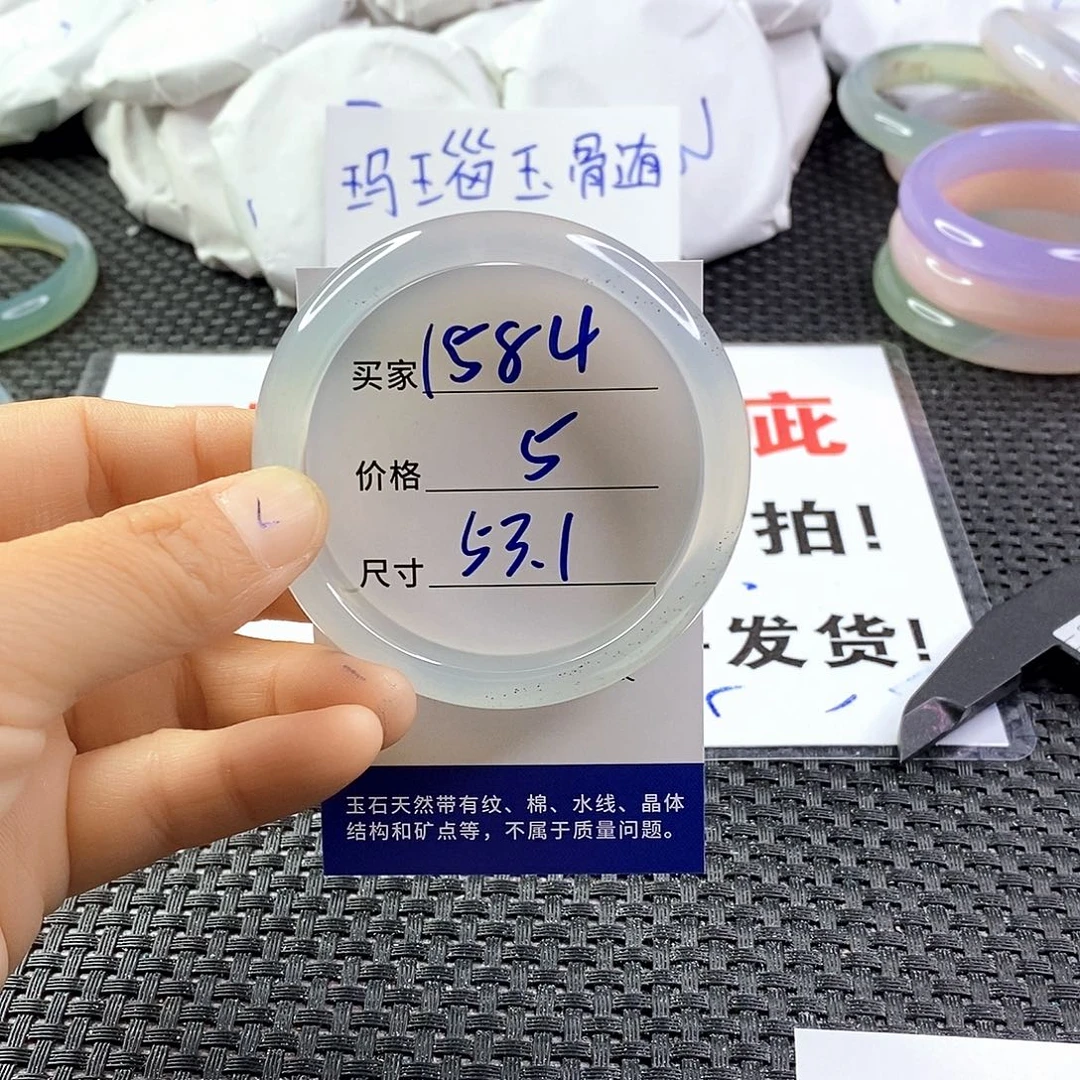 玛瑙玉骨髓
买家 1584
价格 5
尺寸 53.1
此
拍!
发货!
玉石天然带有纹、棉、水线、晶体
结构和矿点等，不属于质量问题。